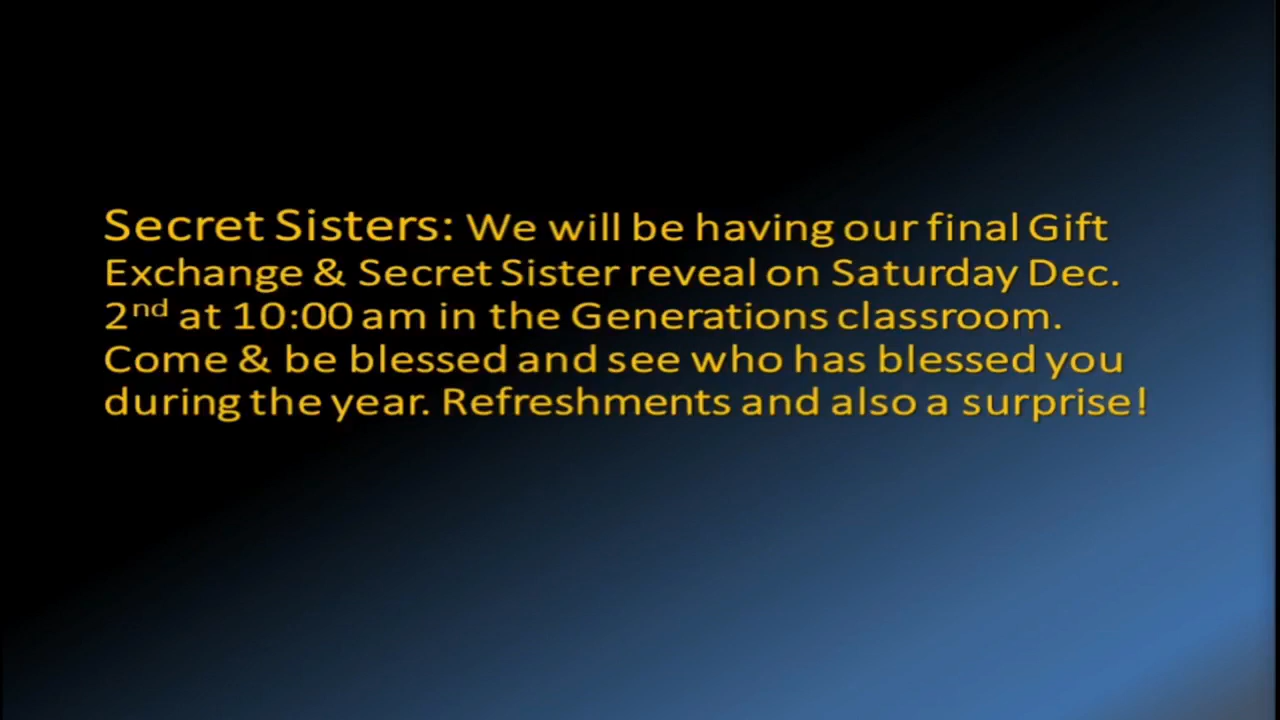 Secret Sisters: We will be having our final Gift
Exchange & Secret Sister reveal on Saturday Dec.
2nd at 10:00 am in the Generations classroom.
Come & be blessed and see who has blessed you
during the year. Refreshments and also a surprise!